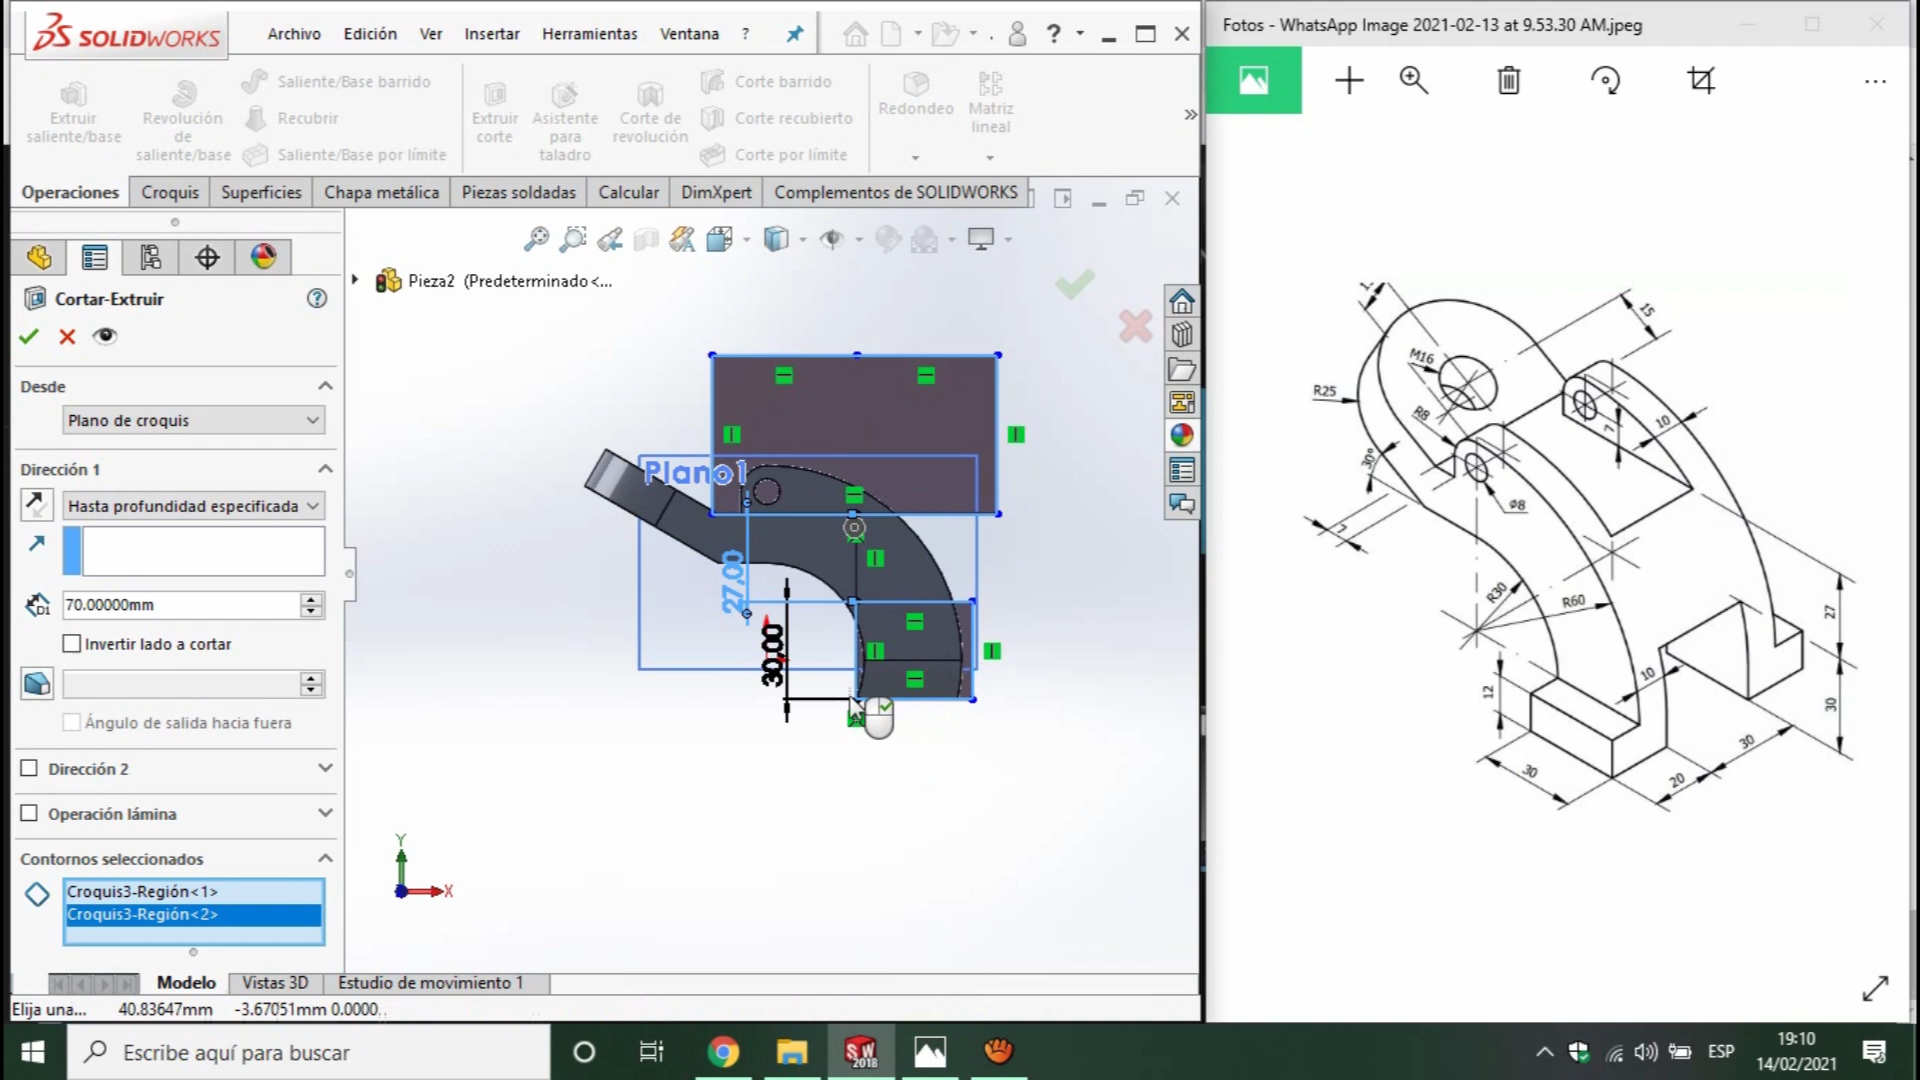 SOLIDWORKS
Archivo Edición Ver Insertar Herramientas Ventana ?
Fotos - WhatsApp Image 2021-02-13 at 9.53.30 AM.jpeg
Extruir saliente/base
Revolución de saliente/base
Saliente/Base barrido
Recubrir
Saliente/Base por límite
Extruir corte
Asistente para taladro
Corte de revolución
Corte barrido
Corte recubierto
Corte por límite
Redondeo
Matriz lineal
Operaciones Croquis Superficies Chapa metálica Piezas soldadas Calcular DimXpert Complementos de SOLIDWORKS
Pieza2 (Predeterminado<...
Cortar-Extruir
Desde
Plano de croquis
Dirección 1
Hasta profundidad especificada
D1
70.00000mm
Invertir lado a cortar
Ángulo de salida hacia fuera
Dirección 2
Operación lámina
Contornos seleccionados
Croquis3-Región<1>
Croquis3-Región<2>
Plano1
27,00
30,00
Y
X
15
M16
R25
R8
10
7
30°
Ø8
7
R30
R60
27
12
10
30
30
30
20
Modelo Vistas 3D Estudio de movimiento 1
Elija una... 40.83647mm -3.67051mm 0.0000..
Escribe aquí para buscar
SW
2018
ESP
19:10
14/02/2021